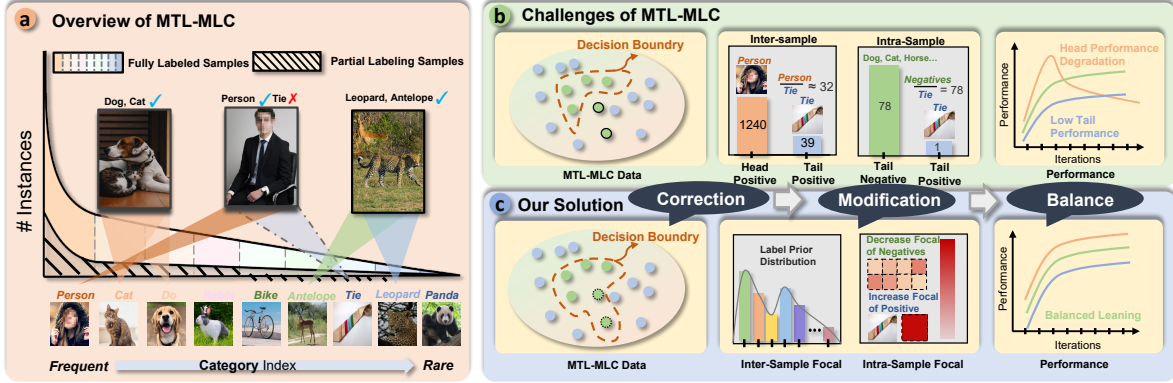 a Overview of MTL-MLC
Fully Labeled Samples
Partial Labeling Samples
Dog, Cat
Person Tie
Leopard, Antelope
# Instances
Person Cat Do Bike Antelope Tie Leopard Panda
Frequent Category Index Rare
b Challenges of MTL-MLC
Decision Boundry
MTL-MLC Data
Inter-sample
Person
Person
Tie
≈ 32
Tie
1240
39
Head Positive
Tail Positive
Intra-Sample
Dog, Cat, Horse...
Negatives
Tie
= 78
Tie
78
1
Tail Negative
Tail Positive
Head Performance
Degradation
Low Tail
Performance
Performance
Iterations
Performance
Correction
Modification
Balance
c Our Solution
Decision Boundry
MTL-MLC Data
Label Prior
Distribution
...
Inter-Sample Focal
Decrease Focal
of Negatives
Increase Focal
of Positive
Intra-Sample Focal
Performance
Balanced Leaning
Iterations
Performance